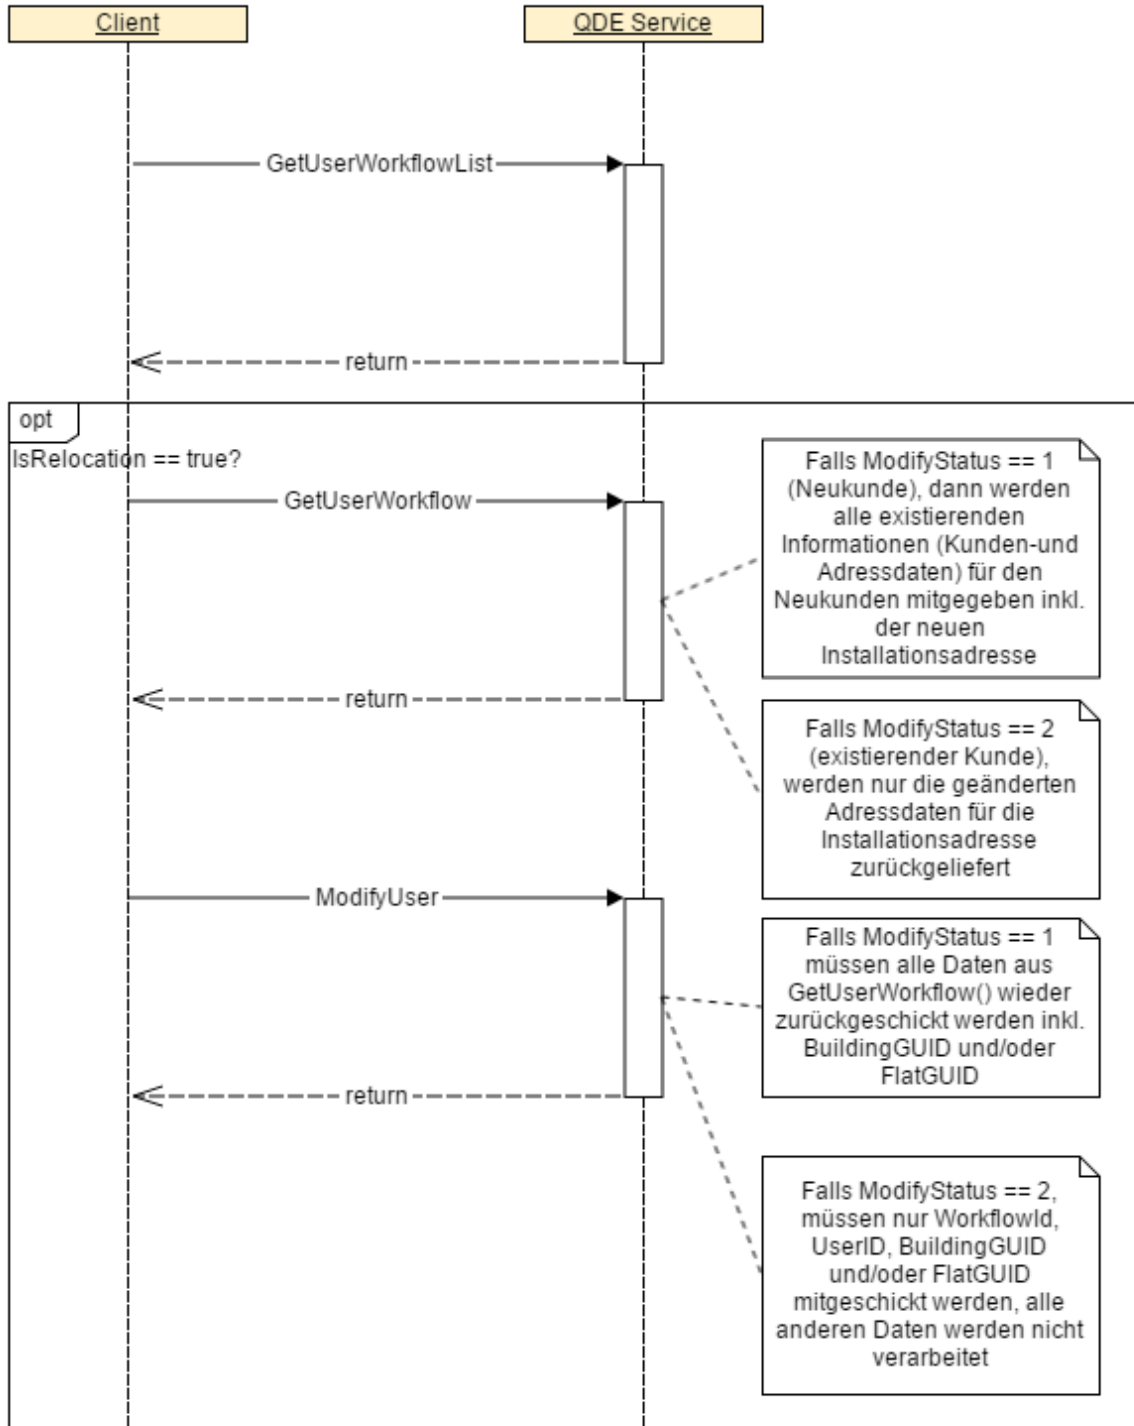 Client
QDE Service
GetUserWorkflowList
return
opt
IsRelocation == true?
GetUserWorkflow
Falls ModifyStatus == 1
(Neukunde), dann werden
alle existierenden
Informationen (Kunden-und
Adressdaten) für den
Neukunden mitgegeben inkl.
der neuen
Installationsadresse
return
Falls ModifyStatus == 2
(existierender Kunde),
werden nur die geänderten
Adressdaten für die
Installationsadresse
zurückgeliefert
ModifyUser
Falls ModifyStatus == 1
müssen alle Daten aus
GetUserWorkflow() wieder
zurückgeschickt werden inkl.
BuildingGUID und/oder
FlatGUID
return
Falls ModifyStatus == 2,
müssen nur WorkflowId,
UserID, BuildingGUID
und/oder FlatGUID
mitgeschickt werden, alle
anderen Daten werden nicht
verarbeitet